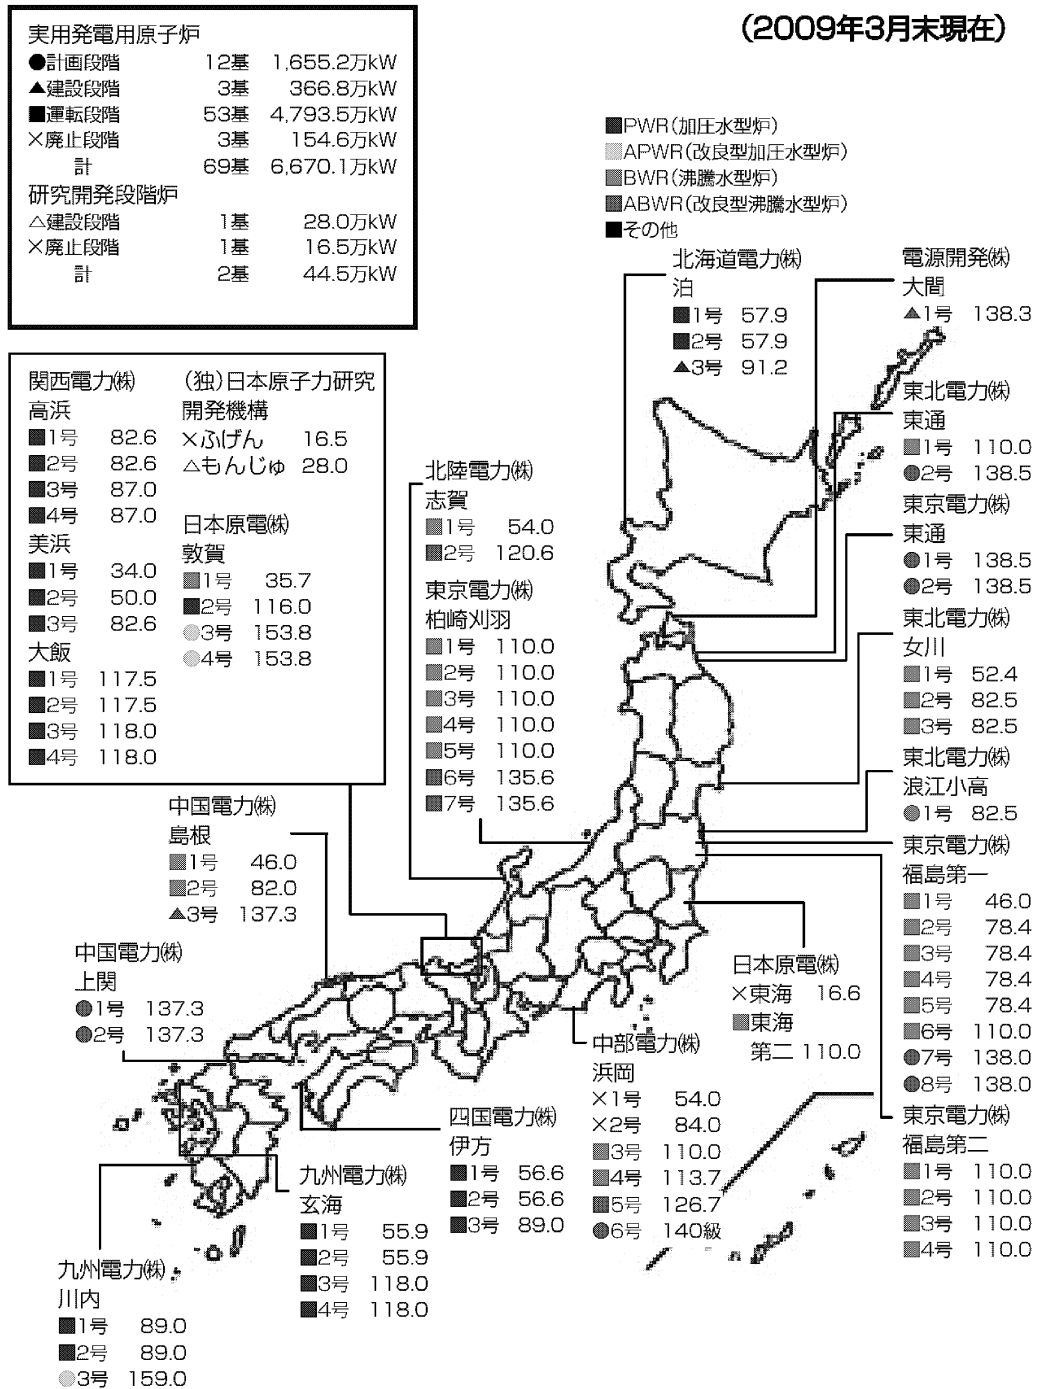 (2009年3月末現在)
実用発電用原子炉
●計画段階 12基 1,655.2万kW
▲建設段階 3基 366.8万kW
■運転段階 53基 4,793.5万kW
×廃止段階 3基 154.6万kW
計 69基 6,670.1万kW
研究開発段階炉
△建設段階 1基 28.0万kW
×廃止段階 1基 16.5万kW
計 2基 44.5万kW
■PWR(加圧水型炉)
■APWR(改良型加圧水型炉)
■BWR(沸騰水型炉)
■ABWR(改良型沸騰水型炉)
■その他
北海道電力㈱
泊
■1号 57.9
■2号 57.9
▲3号 91.2
電源開発㈱
大間
▲1号 138.3
東北電力㈱
東通
■1号 110.0
●2号 138.5
東京電力㈱
東通
●1号 138.5
●2号 138.5
東北電力㈱
女川
■1号 52.4
■2号 82.5
■3号 82.5
東北電力㈱
浪江小高
●1号 82.5
東京電力㈱
福島第一
■1号 46.0
■2号 78.4
■3号 78.4
■4号 78.4
■5号 78.4
■6号 110.0
●7号 138.0
●8号 138.0
東京電力㈱
福島第二
■1号 110.0
■2号 110.0
■3号 110.0
■4号 110.0
関西電力㈱
高浜
■1号 82.6
■2号 82.6
■3号 87.0
■4号 87.0
美浜
■1号 34.0
■2号 50.0
■3号 82.6
大飯
■1号 117.5
■2号 117.5
■3号 118.0
■4号 118.0
(独)日本原子力研究
開発機構
×ふげん 16.5
△もんじゅ 28.0
日本原電㈱
敦賀
■1号 35.7
■2号 116.0
●3号 153.8
●4号 153.8
北陸電力㈱
志賀
■1号 54.0
■2号 120.6
東京電力㈱
柏崎刈羽
■1号 110.0
■2号 110.0
■3号 110.0
■4号 110.0
■5号 110.0
■6号 135.6
■7号 135.6
中国電力㈱
島根
■1号 46.0
■2号 82.0
▲3号 137.3
中国電力㈱
上関
●1号 137.3
●2号 137.3
日本原電㈱
×東海 16.6
■東海
第二 110.0
中部電力㈱
浜岡
×1号 54.0
×2号 84.0
■3号 110.0
■4号 113.7
■5号 126.7
●6号 140級
四国電力㈱
伊方
■1号 56.6
■2号 56.6
■3号 89.0
九州電力㈱
玄海
■1号 55.9
■2号 55.9
■3号 118.0
■4号 118.0
九州電力㈱
川内
■1号 89.0
■2号 89.0
●3号 159.0